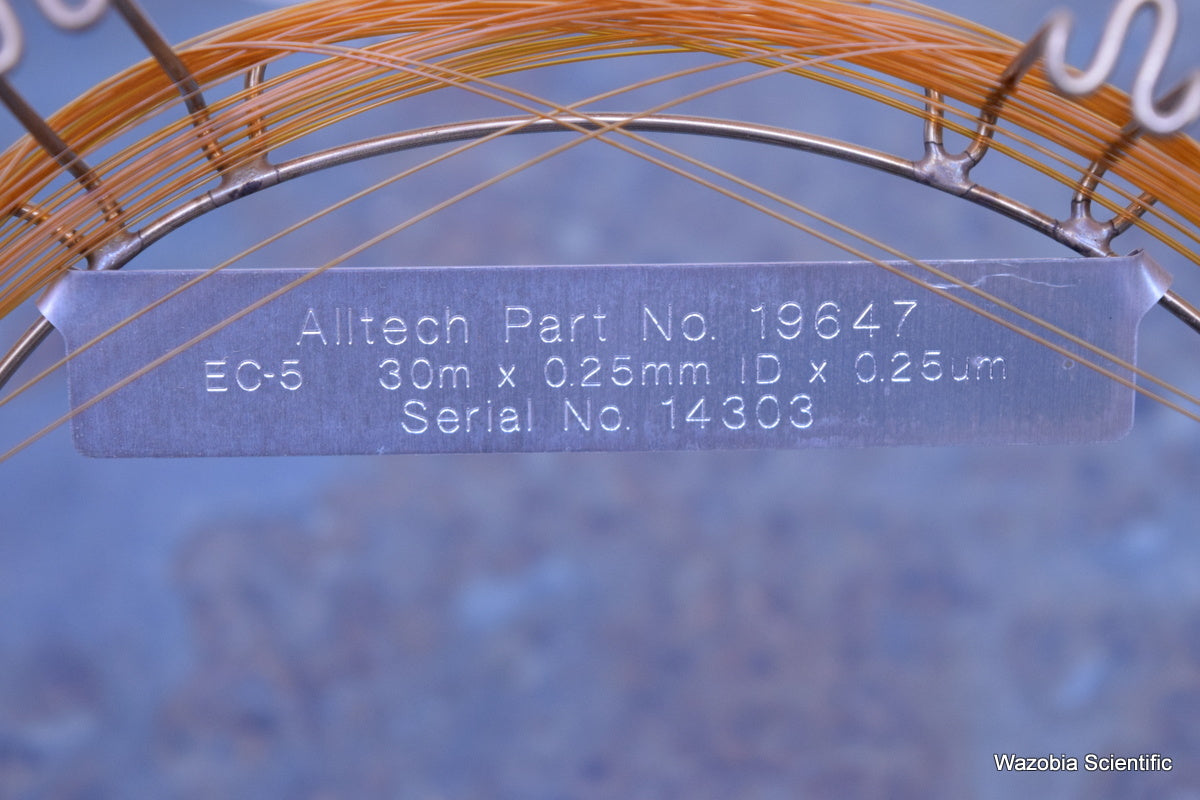 Alltech Part No. 19647
EC-5 30m x 0.25mm ID x 0.25um
Serial No. 14303
Wazobia Scientific